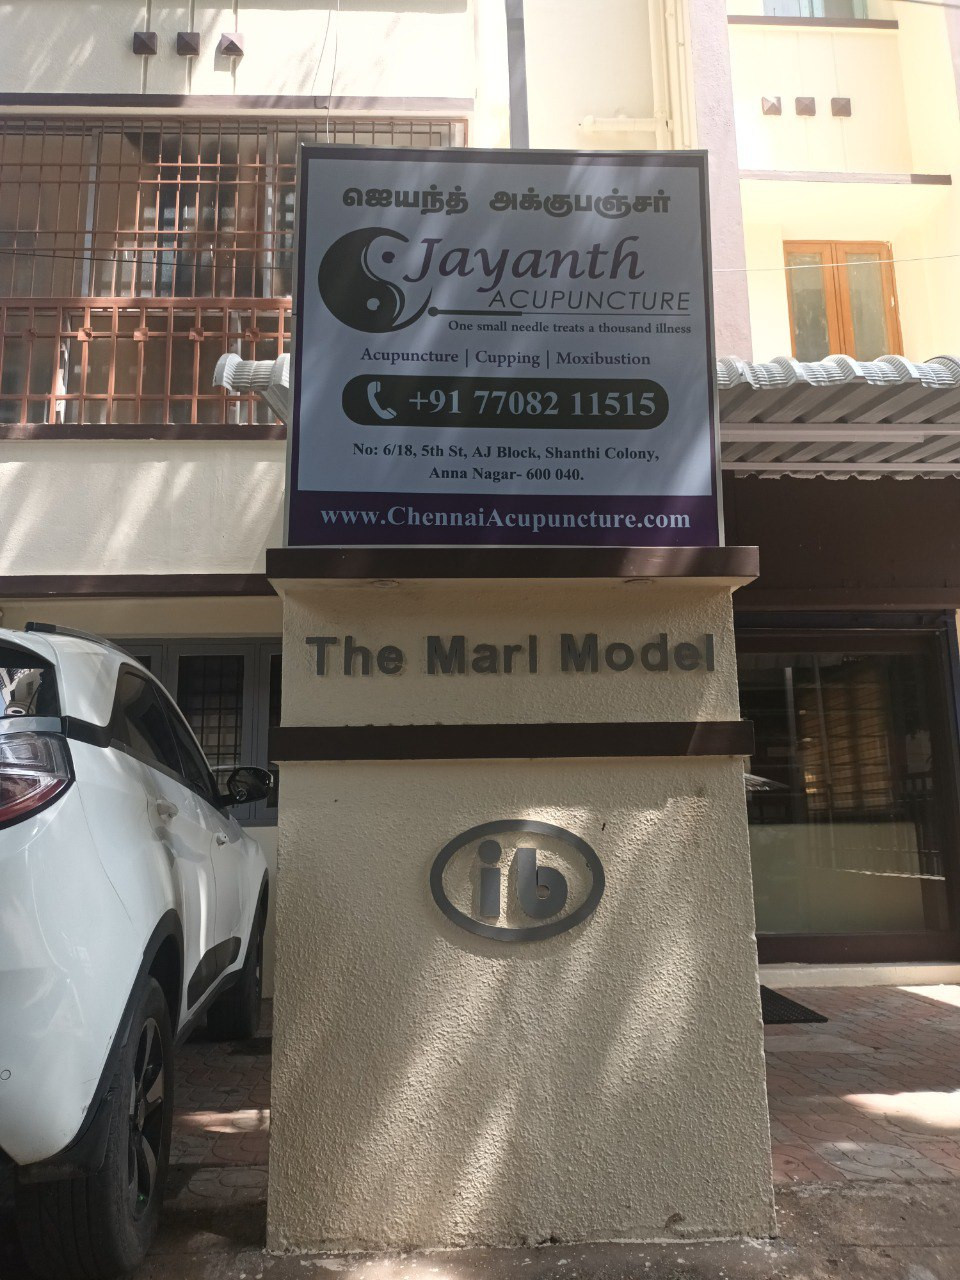 ஜெயந்த் அக்குபஞ்சர்
Jayanth
ACUPUNCTURE
One small needle treats a thousand illness
Acupuncture | Cupping | Moxibustion
+91 77082 11515
No: 6/18, 5th St, AJ Block, Shanthi Colony,
Anna Nagar- 600 040.
www.ChennaiAcupuncture.com
The Marl Model
ib